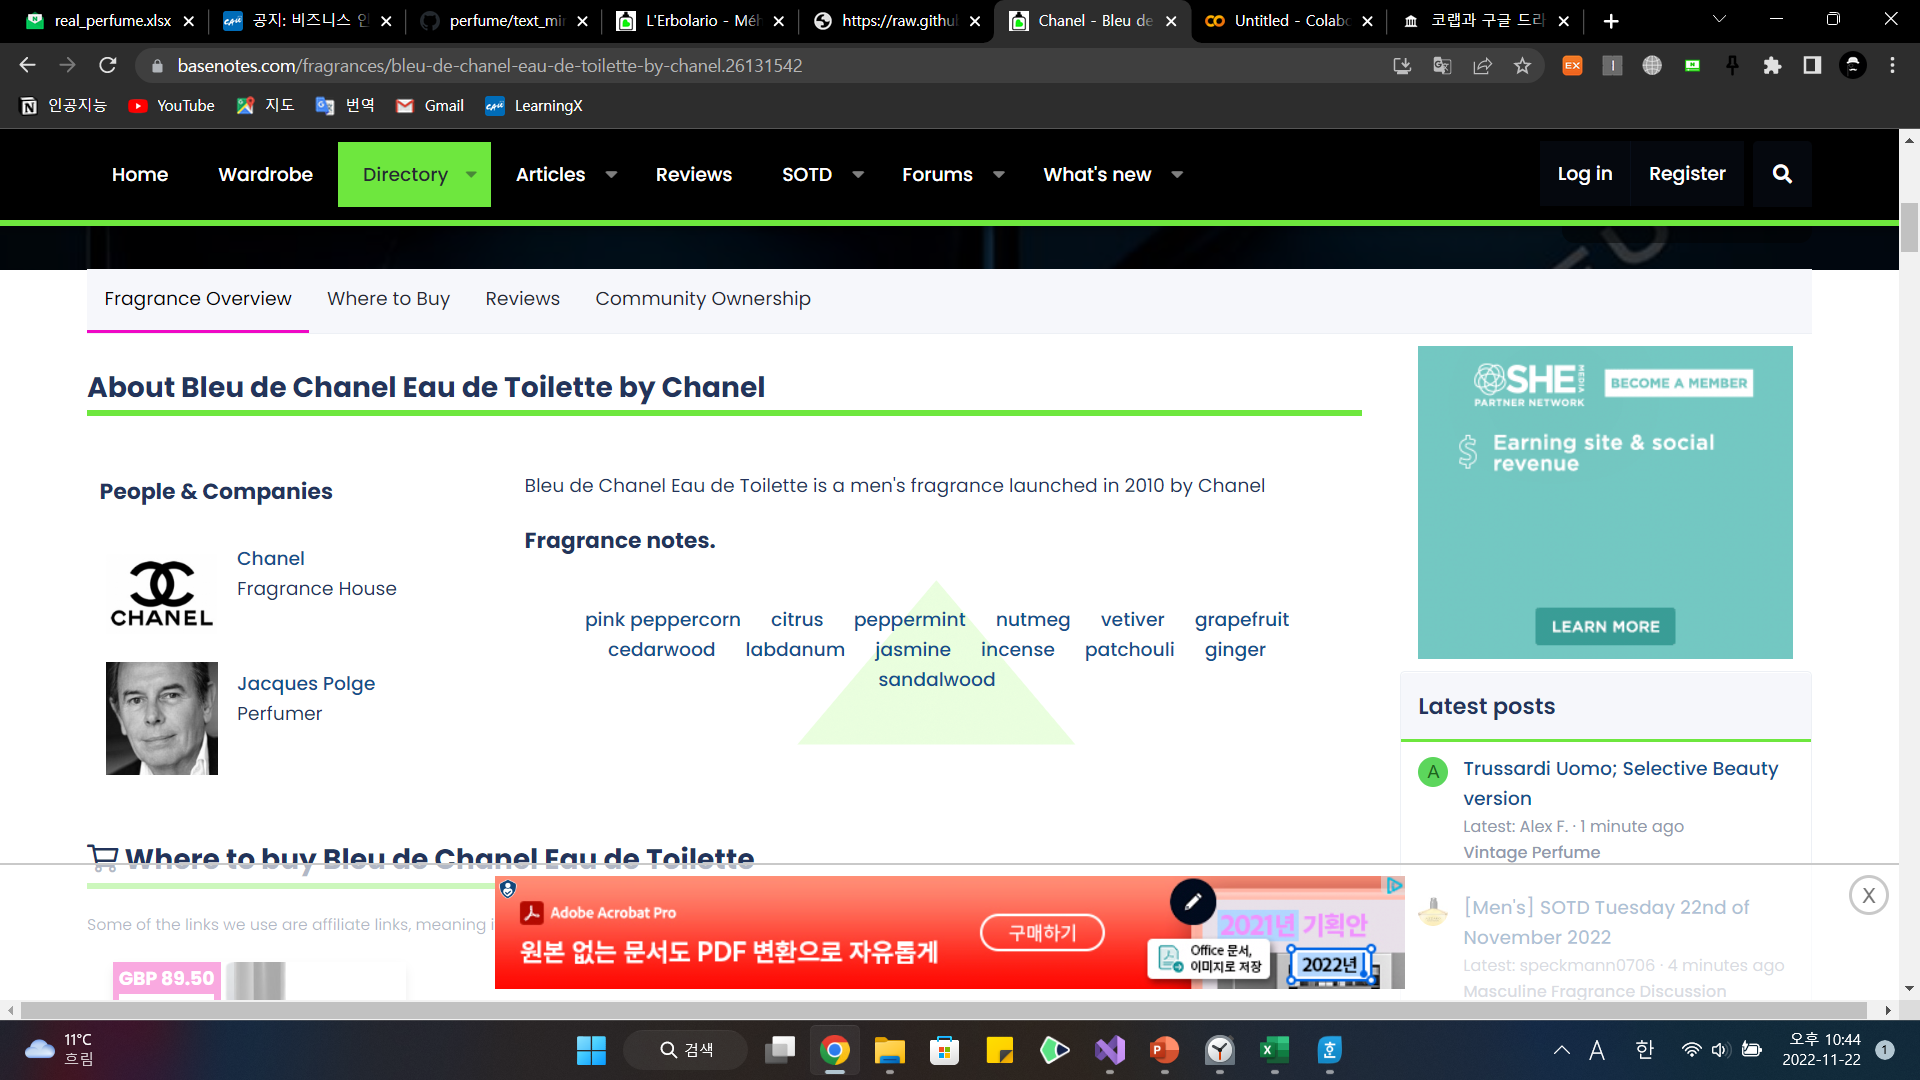 real_perfume.xlsx
공지: 비즈니스 인
perfume/text_mi
L'Erbolario - Méh
https://raw.githu
Chanel - Bleu de
Untitled - Colabo
코랩과 구글 드라
basenotes.com/fragrances/bleu-de-chanel-eau-de-toilette-by-chanel.26131542
EX
인공지능
YouTube
지도
번역
Gmail
CAU
LearningX
Home
Wardrobe
Directory
Articles
Reviews
SOTD
Forums
What's new
Log in
Register
Fragrance Overview
Where to Buy
Reviews
Community Ownership
About Bleu de Chanel Eau de Toilette by Chanel
People & Companies
CHANEL
Chanel
Fragrance House
Jacques Polge
Perfumer
Bleu de Chanel Eau de Toilette is a men's fragrance launched in 2010 by Chanel
Fragrance notes.
pink peppercorn citrus peppermint nutmeg vetiver grapefruit
cedarwood labdanum jasmine incense patchouli ginger
sandalwood
SHE
MEDIA
PARTNER NETWORK
BECOME A MEMBER
Earning site & social
revenue
LEARN MORE
Latest posts
A
Trussardi Uomo; Selective Beauty
version
Latest: Alex F. · 1 minute ago
Vintage Perfume
[Men's] SOTD Tuesday 22nd of
November 2022
Latest: speckmann0706 · 4 minutes ago
Masculine Fragrance Discussion
X
Where to buy Bleu de Chanel Eau de Toilette
Some of the links we use are affiliate links, meaning i
GBP 89.50
Adobe Acrobat Pro
원본 없는 문서도 PDF 변환으로 자유롭게
구매하기
2021년 기획안
Office 문서,
이미지로 저장
2022년
11°C
흐림
검색
호
A
한
오후 10:44
2022-11-22
1